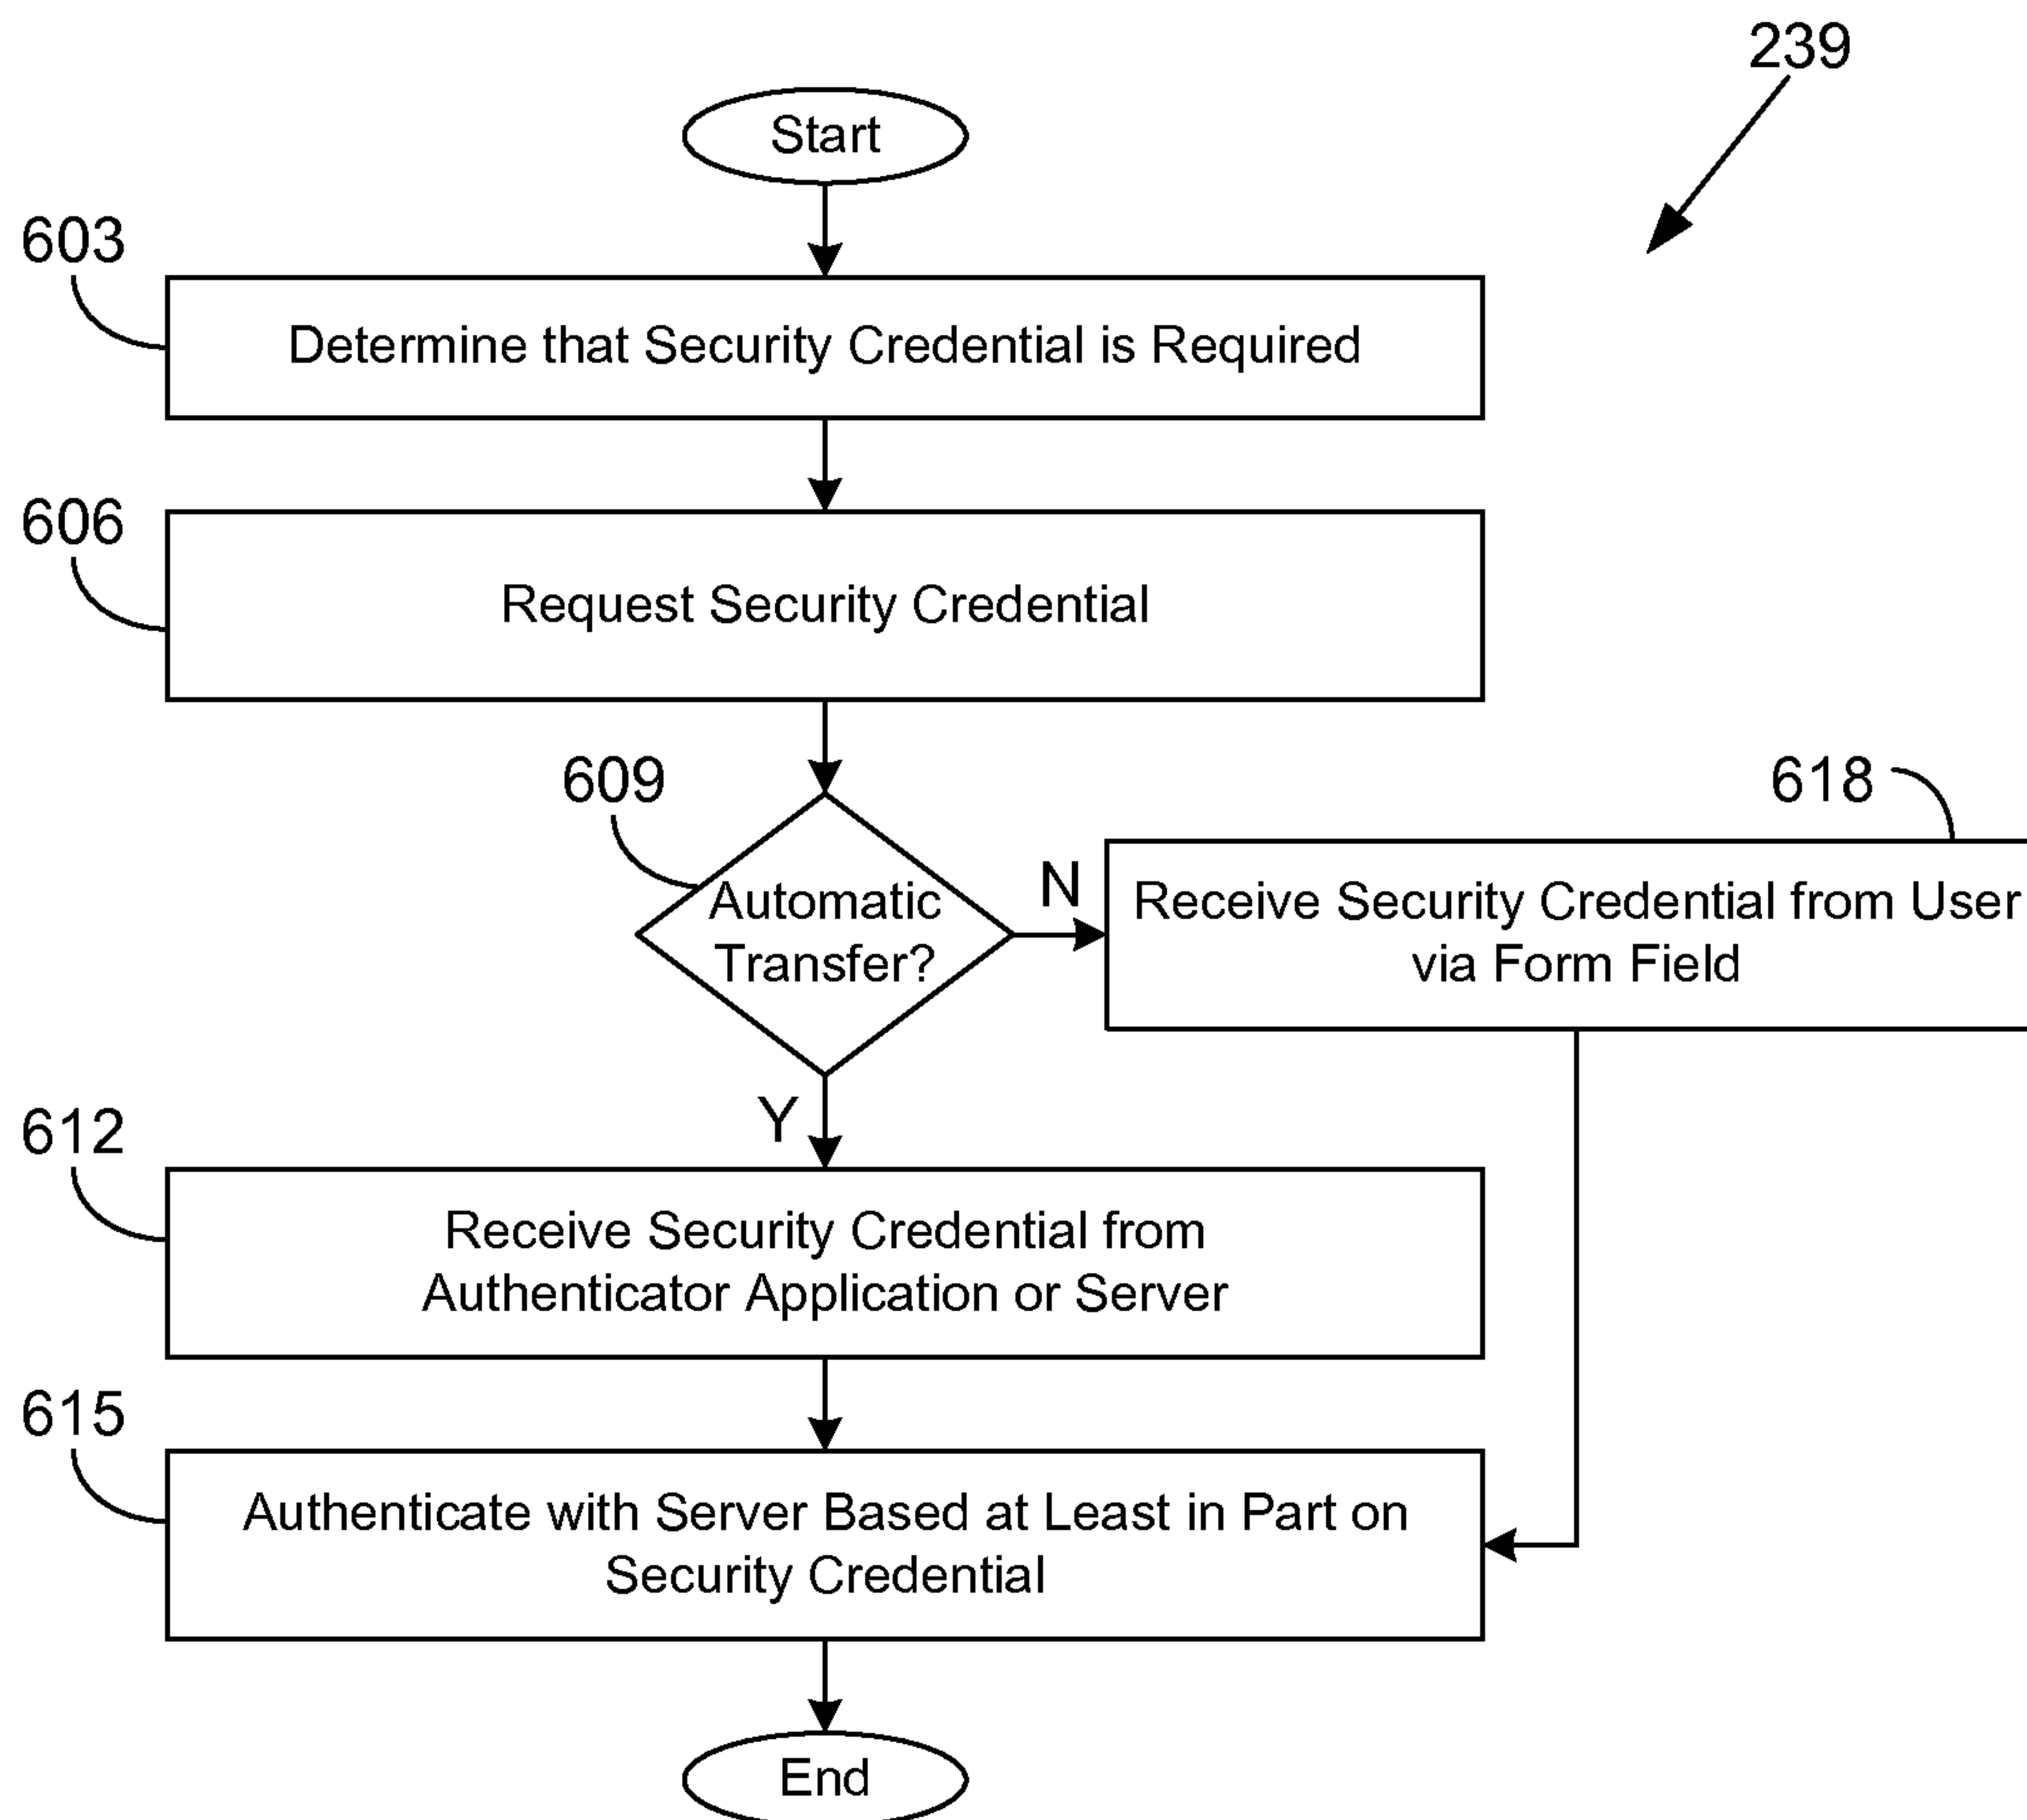 239
Start
603
Determine that Security Credential is Required
606
Request Security Credential
609
Automatic
Transfer?
N
618
Receive Security Credential from User
via Form Field
Y
612
Receive Security Credential from
Authenticator Application or Server
615
Authenticate with Server Based at Least in Part on
Security Credential
End